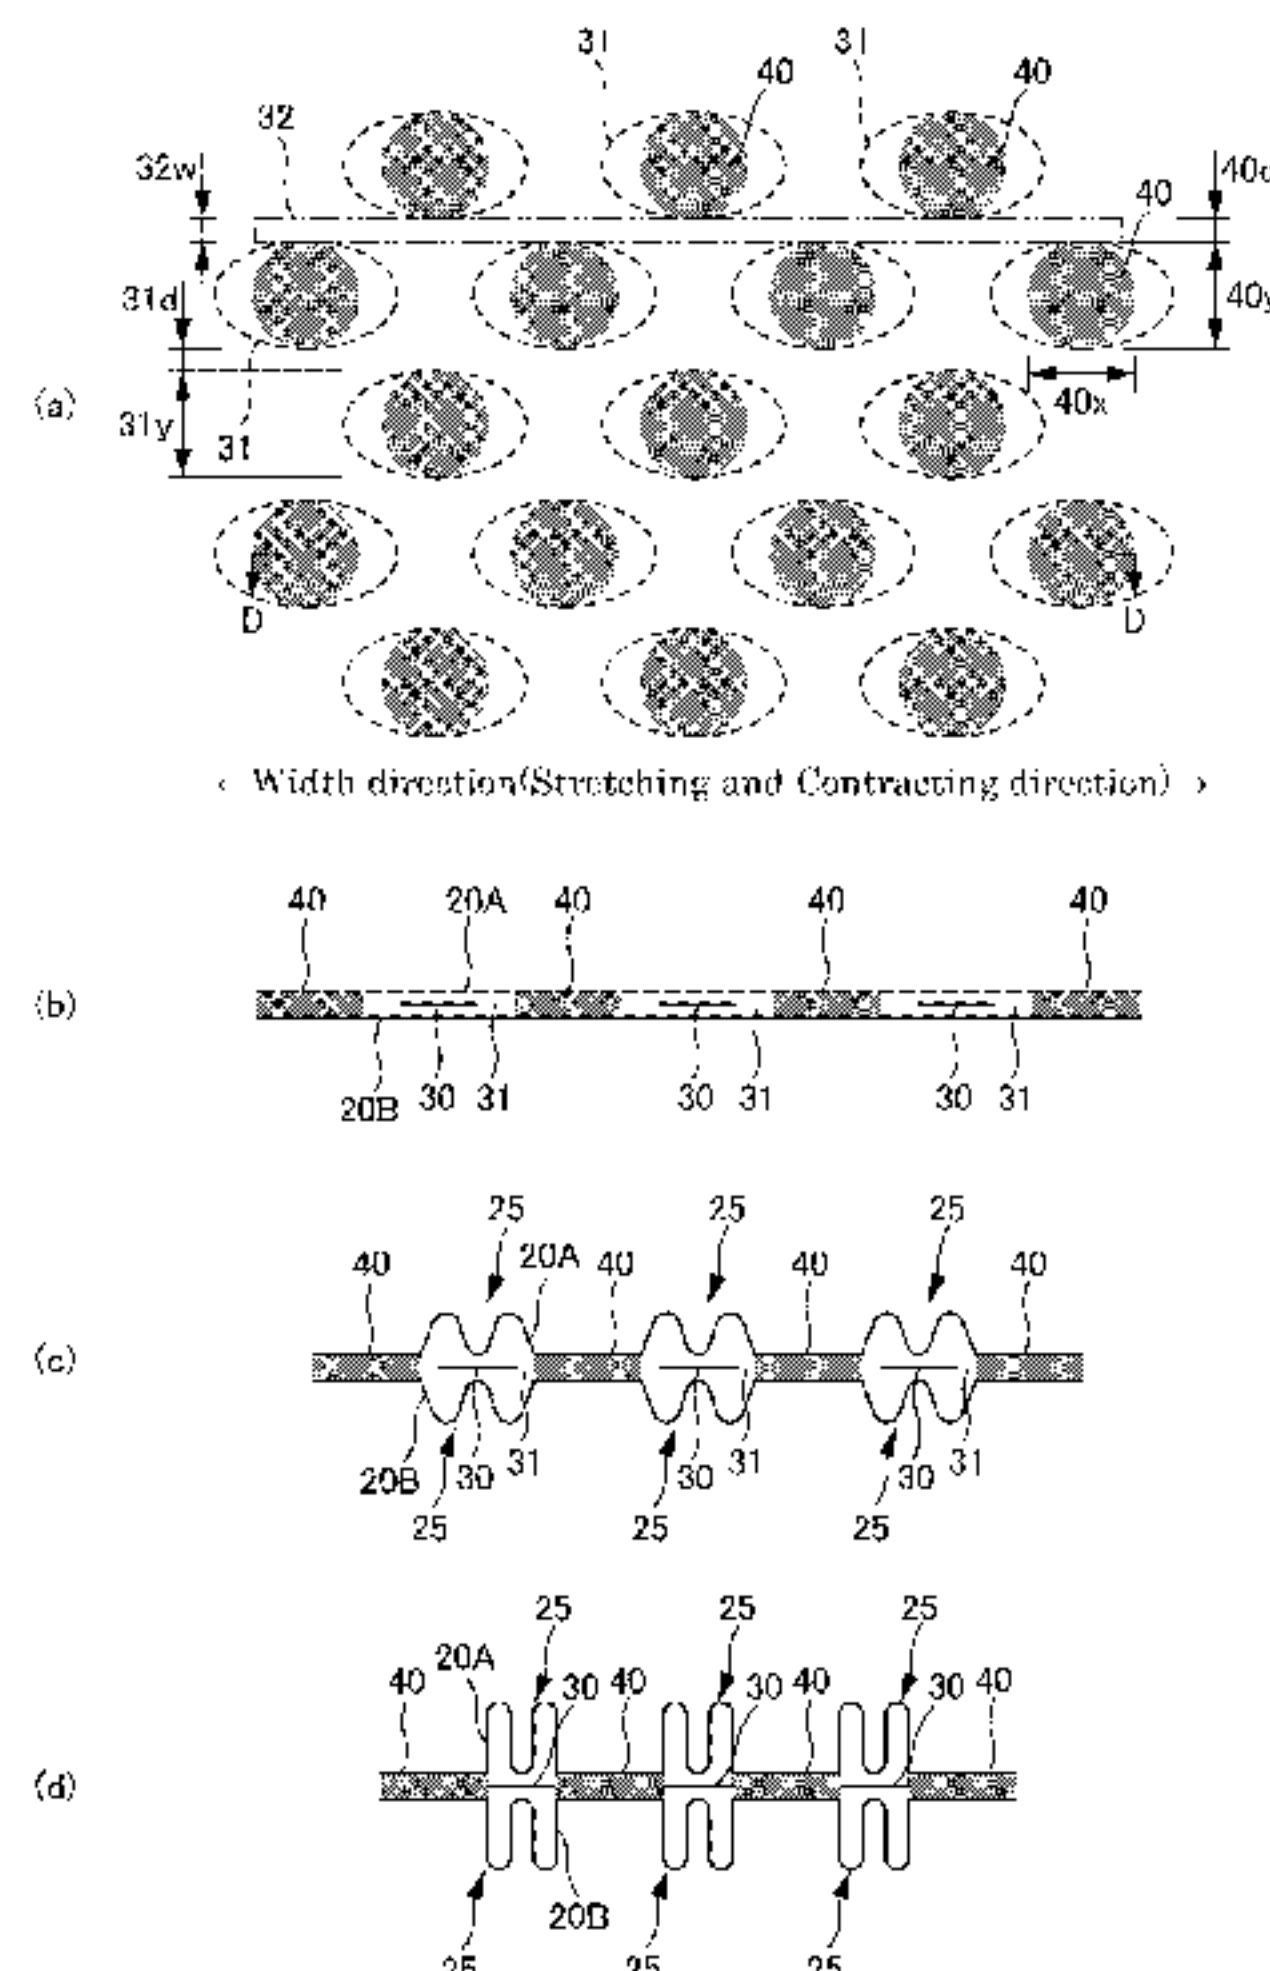 31 31
40 40
32
32w 40
31d 40y
(a) 31y 31 40x
D D
‹ Width direction(Stretching and Contracting direction) ›
40 20A 40 40 40
(b)
20B 30 31 30 31 30 31
25 25 25
40 20A 40 40 40
(c)
20B 30 31 30 31 30 31
25 25 25
25 25 25
40 20A 30 40 30 40 30 40
(d)
20B
25 25 25